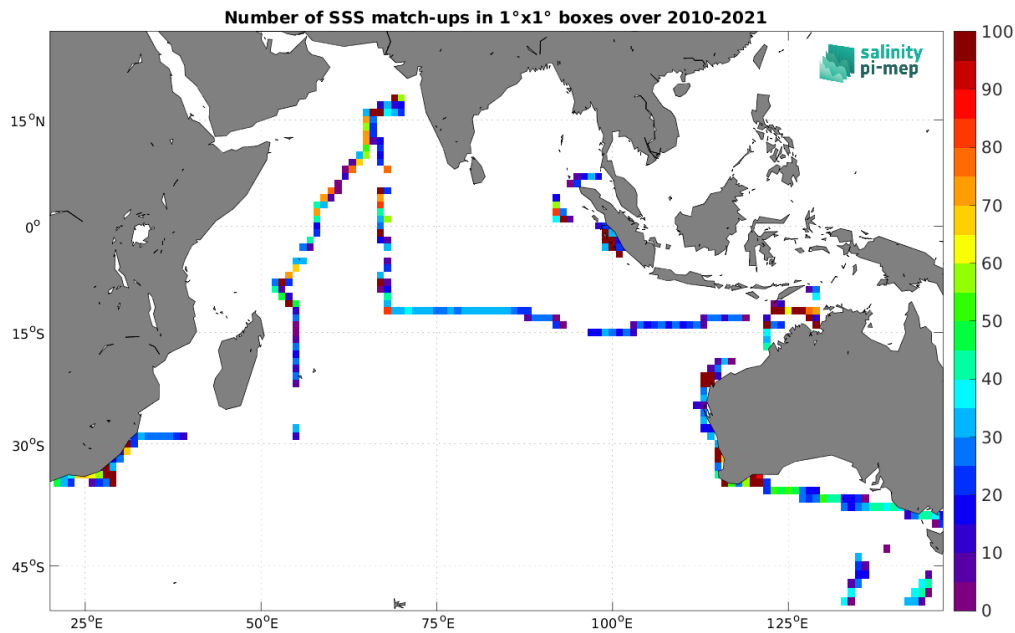 Number of SSS match-ups in 1°x1° boxes over 2010-2021
salinity
pi-mep
15°N
0°
15°S
30°S
45°S
25°E
50°E
75°E
100°E
125°E
100
90
80
70
60
50
40
30
20
10
0